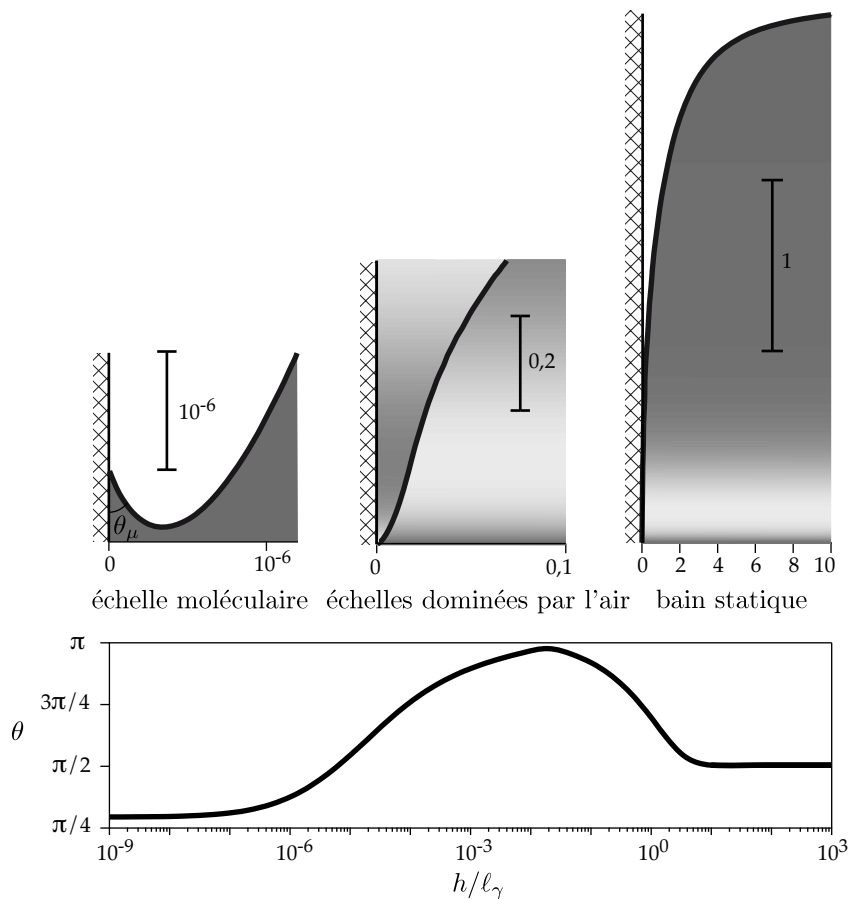 1
10⁻⁶
0,2
θμ
0 10⁻⁶
0 0,1
0 2 4 6 8 10
échelle moléculaire
échelles dominées par l'air
bain statique
π
3π/4
θ
π/2
π/4
10⁻⁹ 10⁻⁶ 10⁻³ 10⁰ 10³
h/ℓγ